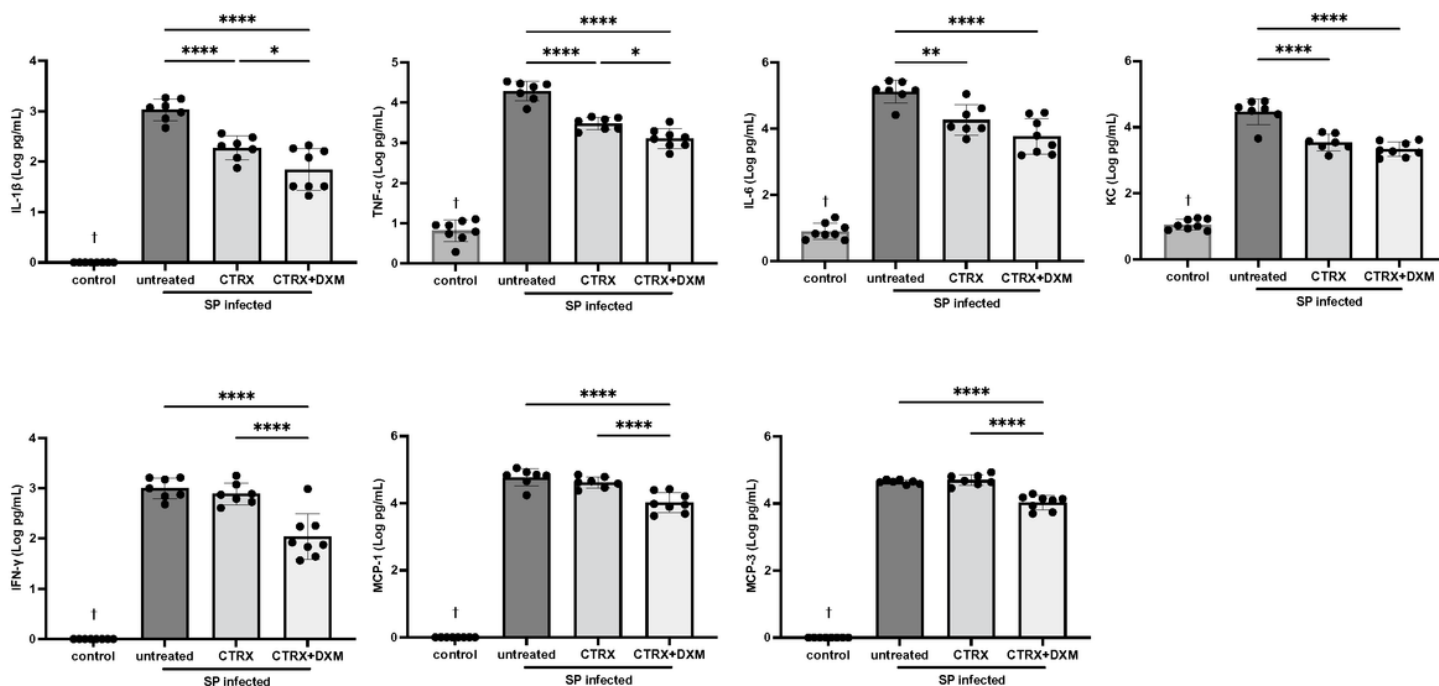 ****
**** *
IL-1β (Log pg/mL)
4
3
2
1
0
†
control untreated CTRX CTRX+DXM
SP infected
****
**** *
TNF-α (Log pg/mL)
5
4
3
2
1
0
†
control untreated CTRX CTRX+DXM
SP infected
****
**
IL-6 (Log pg/mL)
6
4
2
0
†
control untreated CTRX CTRX+DXM
SP infected
****
****
KC (Log pg/mL)
6
4
2
0
†
control untreated CTRX CTRX+DXM
SP infected
****
****
IFN-γ (Log pg/mL)
4
3
2
1
0
†
control untreated CTRX CTRX+DXM
SP infected
****
****
MCP-1 (Log pg/mL)
6
4
2
0
†
control untreated CTRX CTRX+DXM
SP infected
****
****
MCP-3 (Log pg/mL)
6
4
2
0
†
control untreated CTRX CTRX+DXM
SP infected